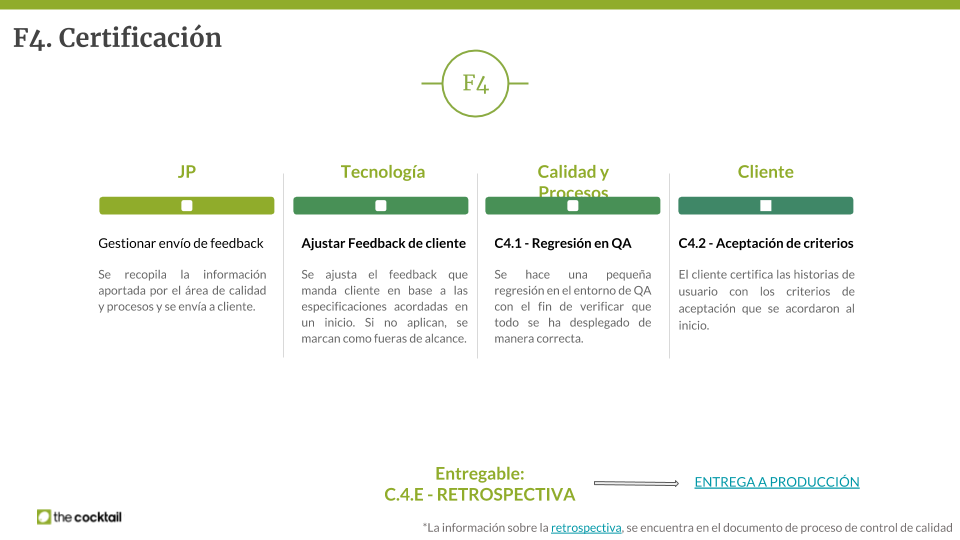 F4. Certificación
F4
JP
Gestionar envío de feedback
Se recopila la información
aportada por el área de calidad
y procesos y se envía a cliente.
Tecnología
Ajustar Feedback de cliente
Se ajusta el feedback que
manda cliente en base a las
especificaciones acordadas en
un inicio. Si no aplican, se
marcan como fueras de alcance.
Calidad y
Procesos
C4.1 - Regresión en QA
Se hace una pequeña
regresión en el entorno de QA
con el fin de verificar que
todo se ha desplegado de
manera correcta.
Cliente
C4.2 - Aceptación de criterios
El cliente certifica las historias de
usuario con los criterios de
aceptación que se acordaron al
inicio.
Entregable:
C.4.E - RETROSPECTIVA
ENTREGA A PRODUCCIÓN
the cocktail
*La información sobre la retrospectiva, se encuentra en el documento de proceso de control de calidad